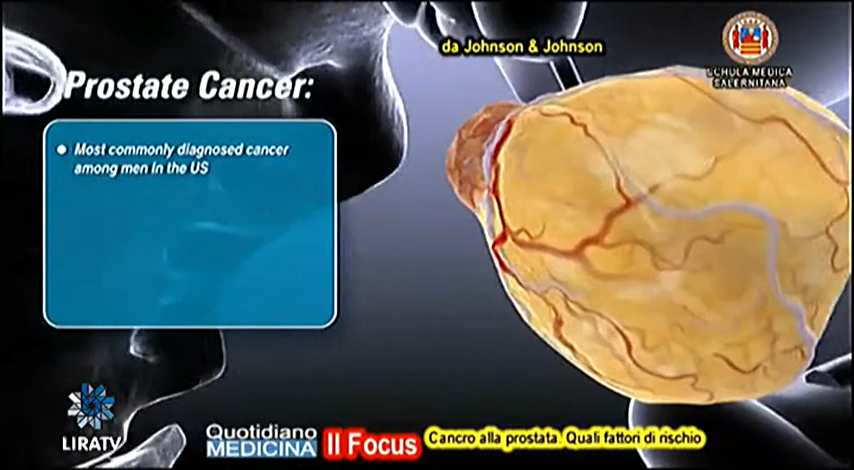 da Johnson & Johnson
SCHOLA MEDICA
SALERNITANA
Prostate Cancer:
Most commonly diagnosed cancer
among men in the US
LIRATV
Quotidiano
MEDICINA
Il Focus
Cancro alla prostata. Quali fattori di rischio